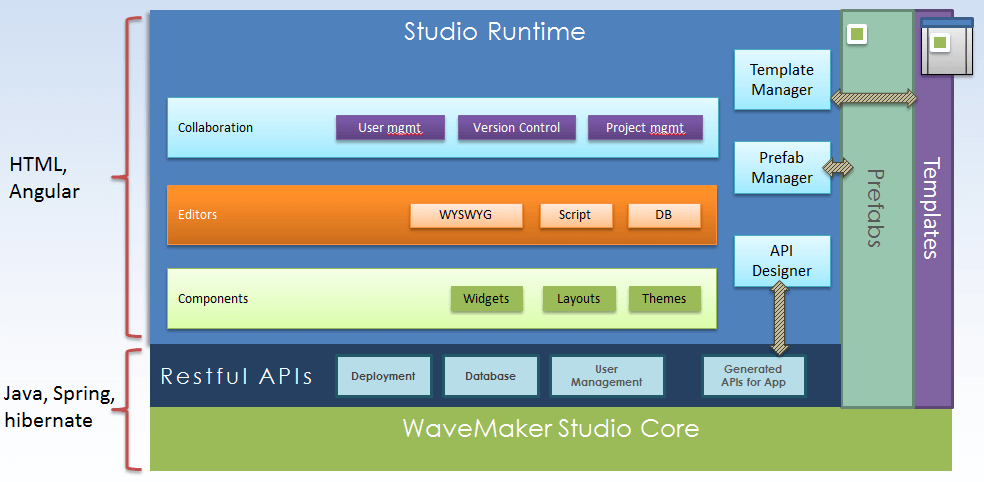 Studio Runtime
Template
Manager
Collaboration
User mgmt
Version Control
Project mgmt
Prefab
Manager
HTML,
Angular
Prefabs
Templates
Editors
WYSWYG
Script
DB
API
Designer
Components
Widgets
Layouts
Themes
Restful APIs
Deployment
Database
User
Management
Generated
APIs for App
Java, Spring,
hibernate
WaveMaker Studio Core